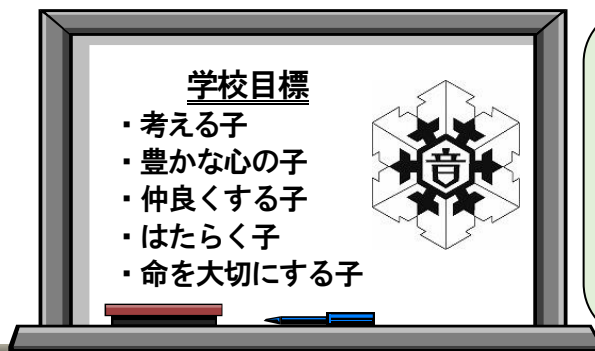 学校目標
・考える子
・豊かな心の子
・仲良くする子
・はたらく子
・命を大切にする子
音